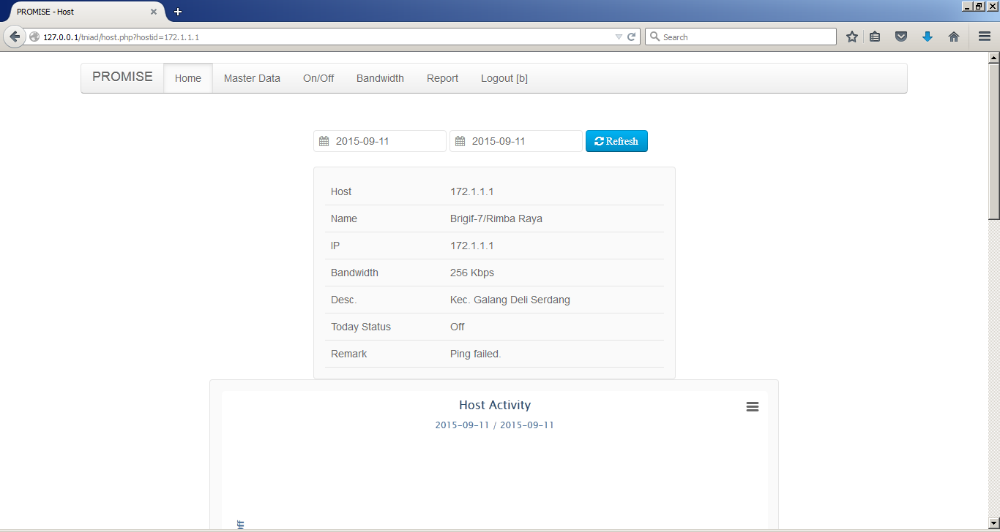 PROMISE - Host
127.0.0.1/tniad/host.php?hostid=172.1.1.1
Search
PROMISE Home Master Data On/Off Bandwidth Report Logout [b]
2015-09-11 2015-09-11 Refresh
Host 172.1.1.1
Name Brigif-7/Rimba Raya
IP 172.1.1.1
Bandwidth 256 Kbps
Desc. Kec. Galang Deli Serdang
Today Status Off
Remark Ping failed.
Host Activity
2015-09-11 / 2015-09-11